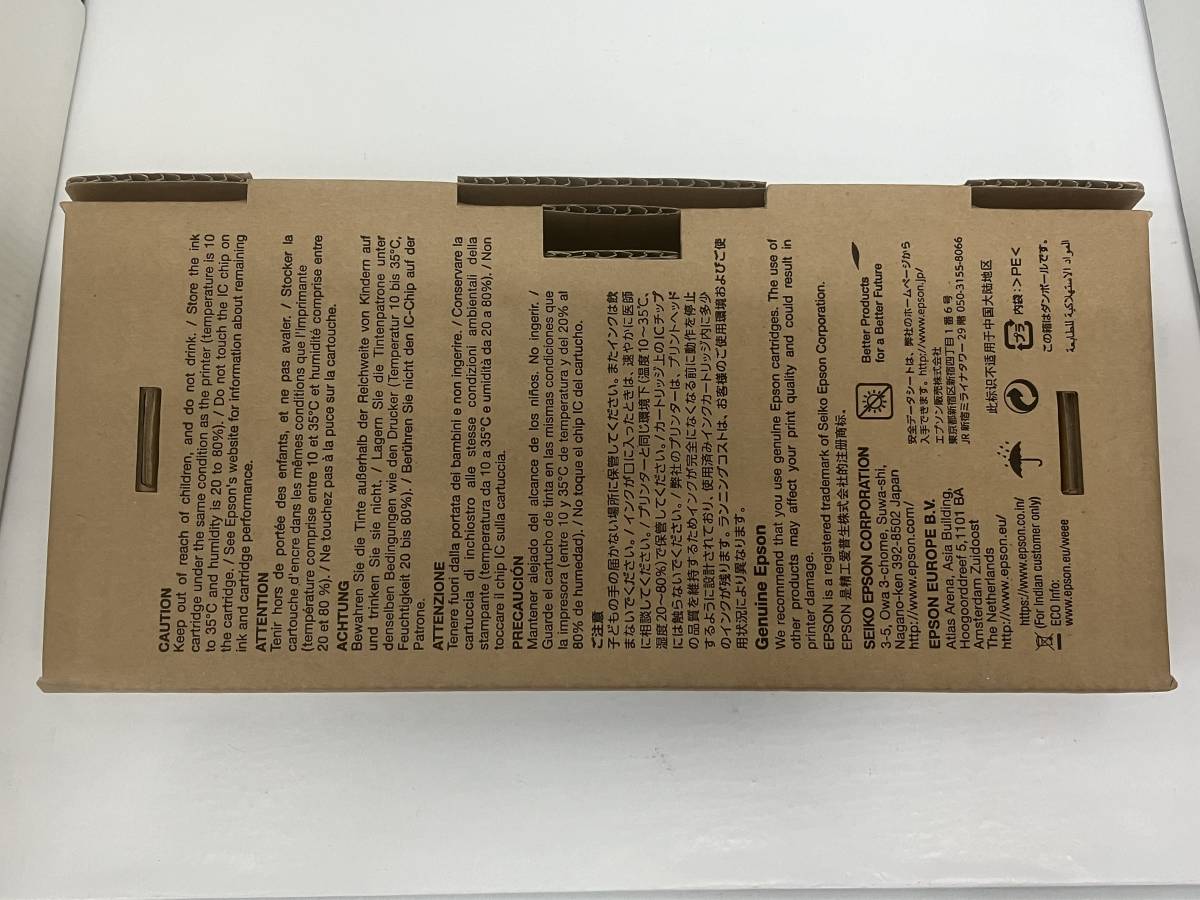 CAUTION
Keep out of reach of children, and do not drink. / Store the ink
cartridge under the same condition as the printer (temperature is 10
to 35°C and humidity is 20 to 80%). / Do not touch the IC chip on
the cartridge. / See Epson's website for information about remaining
ink and cartridge performance.
ATTENTION
Tenir hors de portée des enfants, et ne pas avaler. / Stocker la
cartouche d'encre dans les mêmes conditions que l'imprimante
(température comprise entre 10 et 35°C et humidité comprise entre
20 et 80 %). / Ne touchez pas à la puce sur la cartouche.
ACHTUNG
Bewahren Sie die Tinte außerhalb der Reichweite von Kindern auf
und trinken Sie sie nicht. / Lagern Sie die Tintenpatrone unter
denselben Bedingungen wie den Drucker (Temperatur 10 bis 35°C,
Feuchtigkeit 20 bis 80%). / Berühren Sie nicht den IC-Chip auf der
Patrone.
ATTENZIONE
Tenere fuori dalla portata dei bambini e non ingerire. / Conservare la
cartuccia di inchiostro alle stesse condizioni ambientali della
stampante (temperatura da 10 a 35°C e umidità da 20 a 80%). / Non
toccare il chip IC sulla cartuccia.
PRECAUCIÓN
Mantener alejado del alcance de los niños. No ingerir. /
Guarde el cartucho de tinta en las mismas condiciones que
la impresora (entre 10 y 35°C de temperatura y del 20% al
80% de humedad). / No toque el chip IC del cartucho.
ご注意
子どもの手の届かない場所に保管してください。またインクは飲
まないでください。/インクが口に入ったときは、速やかに医師
に相談してください。/プリンターと同じ環境下(温度10~35℃、
湿度20~80%)で保管してください。/カートリッジ上のICチップ
には触らないでください。/弊社のプリンターは、プリントヘッド
の品質を維持するためインクが完全になくなる前に動作を停止
するように設計されており、使用済みインクカートリッジ内に多少
のインクが残ります。ランニングコストは、お客様のご使用環境およびご使
用状況により異なります。
Genuine Epson
We recommend that you use genuine Epson cartridges. The use of
other products may affect your print quality and could result in
printer damage.
EPSON is a registered trademark of Seiko Epson Corporation.
EPSON 是精工爱普生株式会社的注册商标。
SEIKO EPSON CORPORATION
3-5, Owa 3-chome, Suwa-shi,
Nagano-ken 392-8502 Japan
http://www.epson.com/
EPSON EUROPE B.V.
Atlas Arena, Asia Building,
Hoogoorddreef 5,1101 BA
Amsterdam Zuidoost
The Netherlands
http://www.epson.eu/
https://www.epson.co.in/
(For Indian customer only)
ECO Info:
www.epson.eu/weee
Better Products
for a Better Future
安全データシートは、弊社のホームページから
入手できます。http://www.epson.jp/
エプソン販売株式会社
東京都新宿区新宿四丁目1番6号
JR新宿ミライナタワー29階 050-3155-8066
此标识不适用于中国大陆地区
プラ 内袋:>PE<
この箱はダンボールです。
المواد الاستهلاكية الطابعة